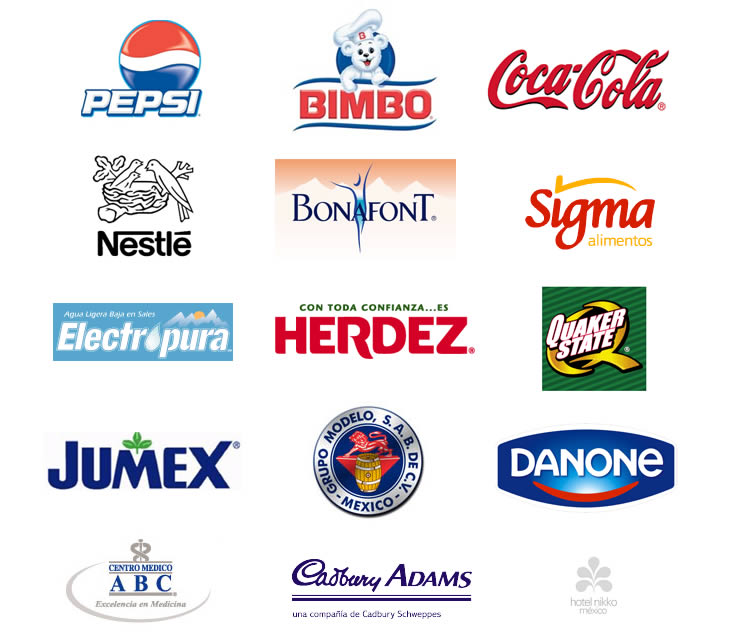 PEPSI
BIMBO®
Coca-Cola®
Nestlé
BONAFONT®
Sigma
alimentos
Agua Ligera Baja en Sales
Electropura
CON TODA CONFIANZA...ES
HERDEZ®
QUAKER
STATE
JUMEX®
GRUPO MODELO, S.A.B. DE C.V.
- MEXICO -
DANONE
CENTRO MEDICO
ABC®
Excelencia en Medicina
Cadbury ADAMS
una compañía de Cadbury Schweppes
hotel nikko
méxico